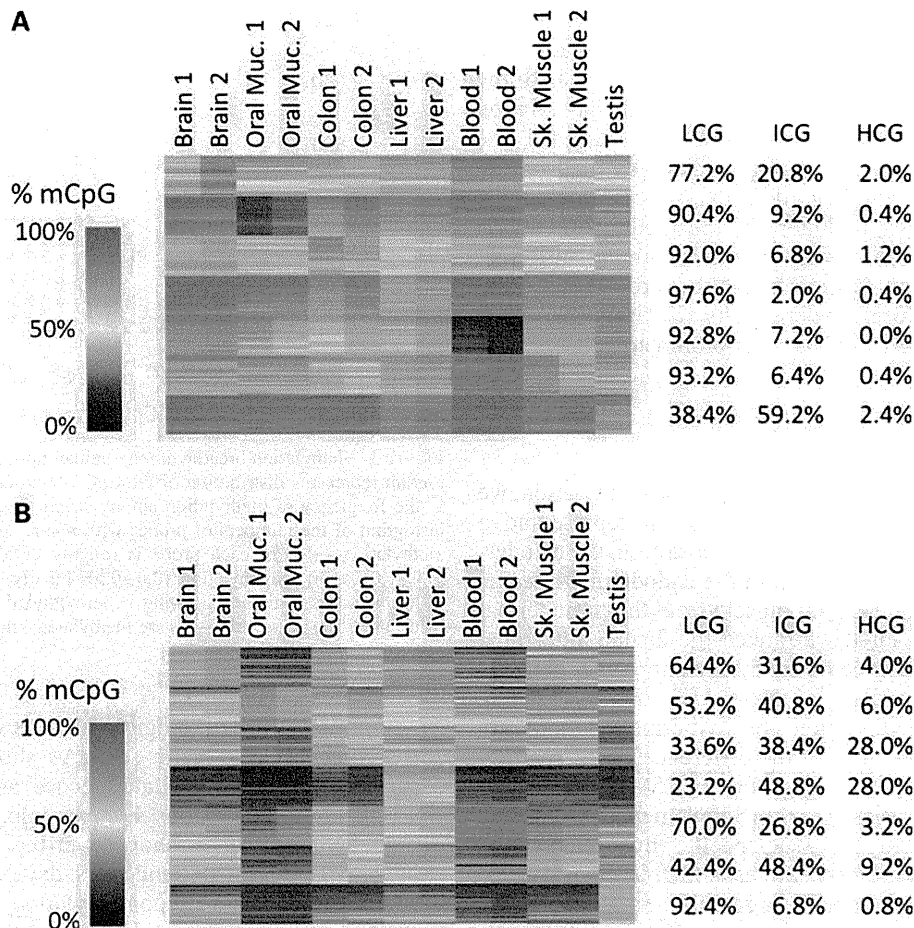 A
Brain 1
Brain 2
Oral Muc. 1
Oral Muc. 2
Colon 1
Colon 2
Liver 1
Liver 2
Blood 1
Blood 2
Sk. Muscle 1
Sk. Muscle 2
Testis
LCG ICG HCG
77.2% 20.8% 2.0%
90.4% 9.2% 0.4%
92.0% 6.8% 1.2%
97.6% 2.0% 0.4%
92.8% 7.2% 0.0%
93.2% 6.4% 0.4%
38.4% 59.2% 2.4%
% mCpG
100%
50%
0%
B
Brain 1
Brain 2
Oral Muc. 1
Oral Muc. 2
Colon 1
Colon 2
Liver 1
Liver 2
Blood 1
Blood 2
Sk. Muscle 1
Sk. Muscle 2
Testis
LCG ICG HCG
64.4% 31.6% 4.0%
53.2% 40.8% 6.0%
33.6% 38.4% 28.0%
23.2% 48.8% 28.0%
70.0% 26.8% 3.2%
42.4% 48.4% 9.2%
92.4% 6.8% 0.8%
% mCpG
100%
50%
0%